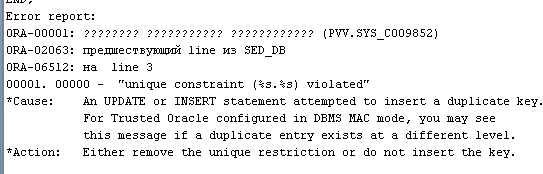 END;
Error report:
ORA-00001: ???????? ??????????? ???????????? (PVV.SYS_C009852)
ORA-02063: предшествующий line из SED_DB
ORA-06512: на  line 3
00001. 00000 -  "unique constraint (%s.%s) violated"
*Cause:    An UPDATE or INSERT statement attempted to insert a duplicate key.
           For Trusted Oracle configured in DBMS MAC mode, you may see
           this message if a duplicate entry exists at a different level.
*Action:   Either remove the unique restriction or do not insert the key.